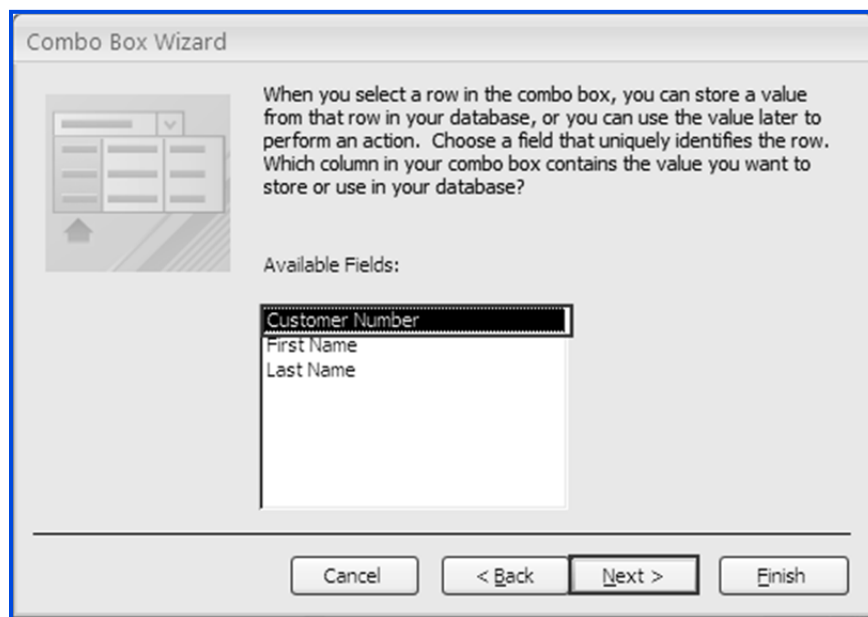 Combo Box Wizard
When you select a row in the combo box, you can store a value
from that row in your database, or you can use the value later to
perform an action.  Choose a field that uniquely identifies the row.
Which column in your combo box contains the value you want to
store or use in your database?
Available Fields:
Customer Number
First Name
Last Name
Cancel
< Back
Next >
Finish